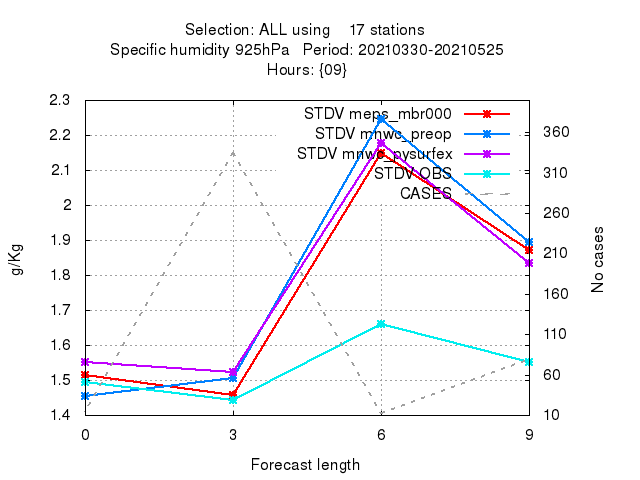 Selection: ALL using    17 stations
Specific humidity 925hPa   Period: 20210330-20210525
Hours: {09}
STDV meps_mbr000
STDV mnwc_preop
STDV mnwc_pysurfex
STDV OBS
CASES
2.3
2.2
2.1
2
1.9
1.8
1.7
1.6
1.5
1.4
g/Kg
360
310
260
210
160
110
60
10
No cases
0 3 6 9
Forecast length